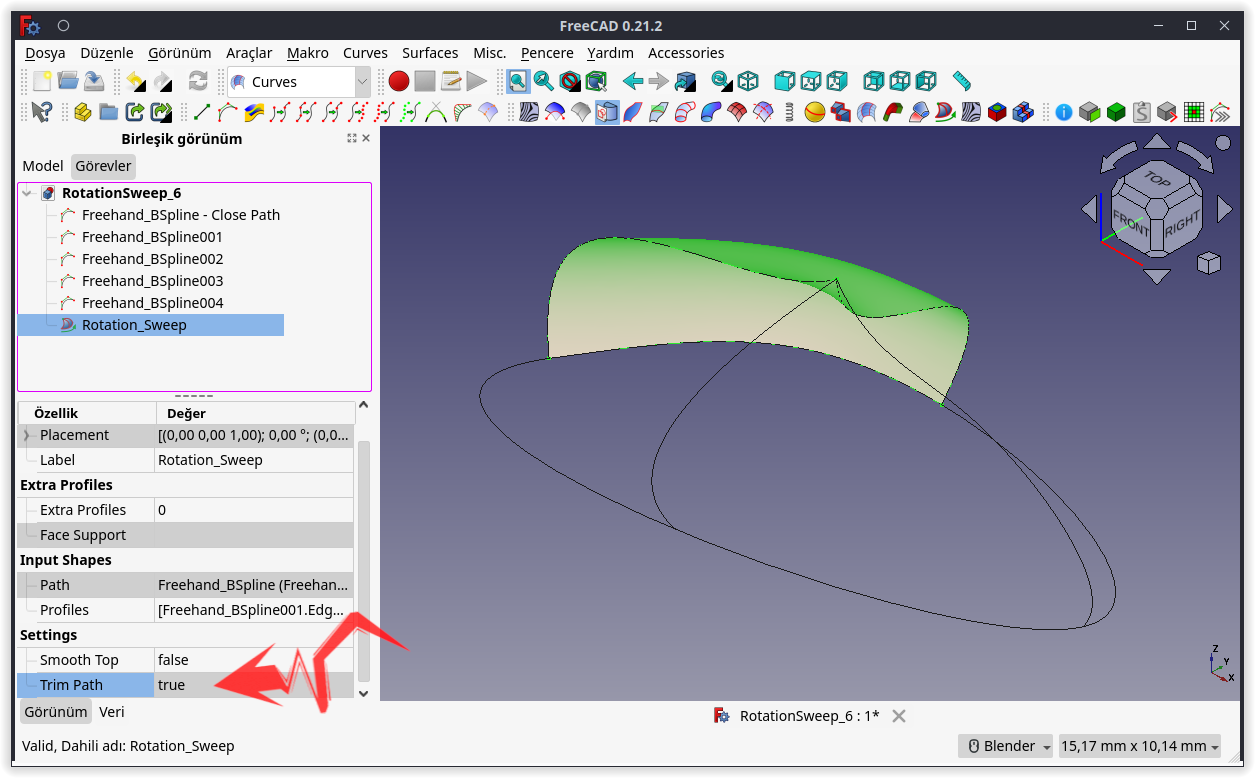 FreeCAD 0.21.2
Dosya Düzenle Görünüm Araçlar Makro Curves Surfaces Misc. Pencere Yardım Accessories
Curves
Birleşik görünüm
Model Görevler
RotationSweep_6
Freehand_BSpline - Close Path
Freehand_BSpline001
Freehand_BSpline002
Freehand_BSpline003
Freehand_BSpline004
Rotation_Sweep
Özellik Değer
Placement [(0,00 0,00 1,00); 0,00 °; (0,0...
Label Rotation_Sweep
Extra Profiles
Extra Profiles 0
Face Support
Input Shapes
Path Freehand_BSpline (Freehan...
Profiles [Freehand_BSpline001.Edg...
Settings
Smooth Top false
Trim Path true
Görünüm Veri
TOP
FRONT RIGHT
Z
Y
X
RotationSweep_6 : 1*
Valid, Dahili adı: Rotation_Sweep
Blender 15,17 mm x 10,14 mm